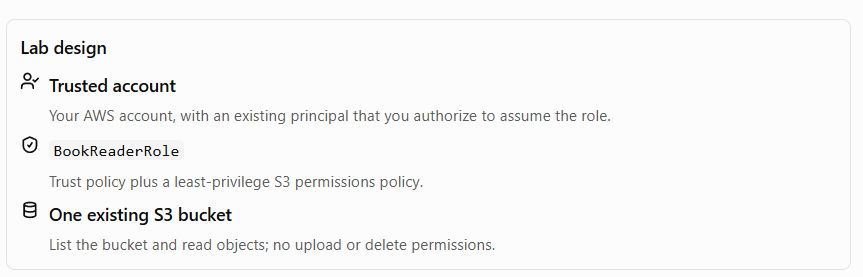 Lab design
Trusted account
Your AWS account, with an existing principal that you authorize to assume the role.
BookReaderRole
Trust policy plus a least-privilege S3 permissions policy.
One existing S3 bucket
List the bucket and read objects; no upload or delete permissions.